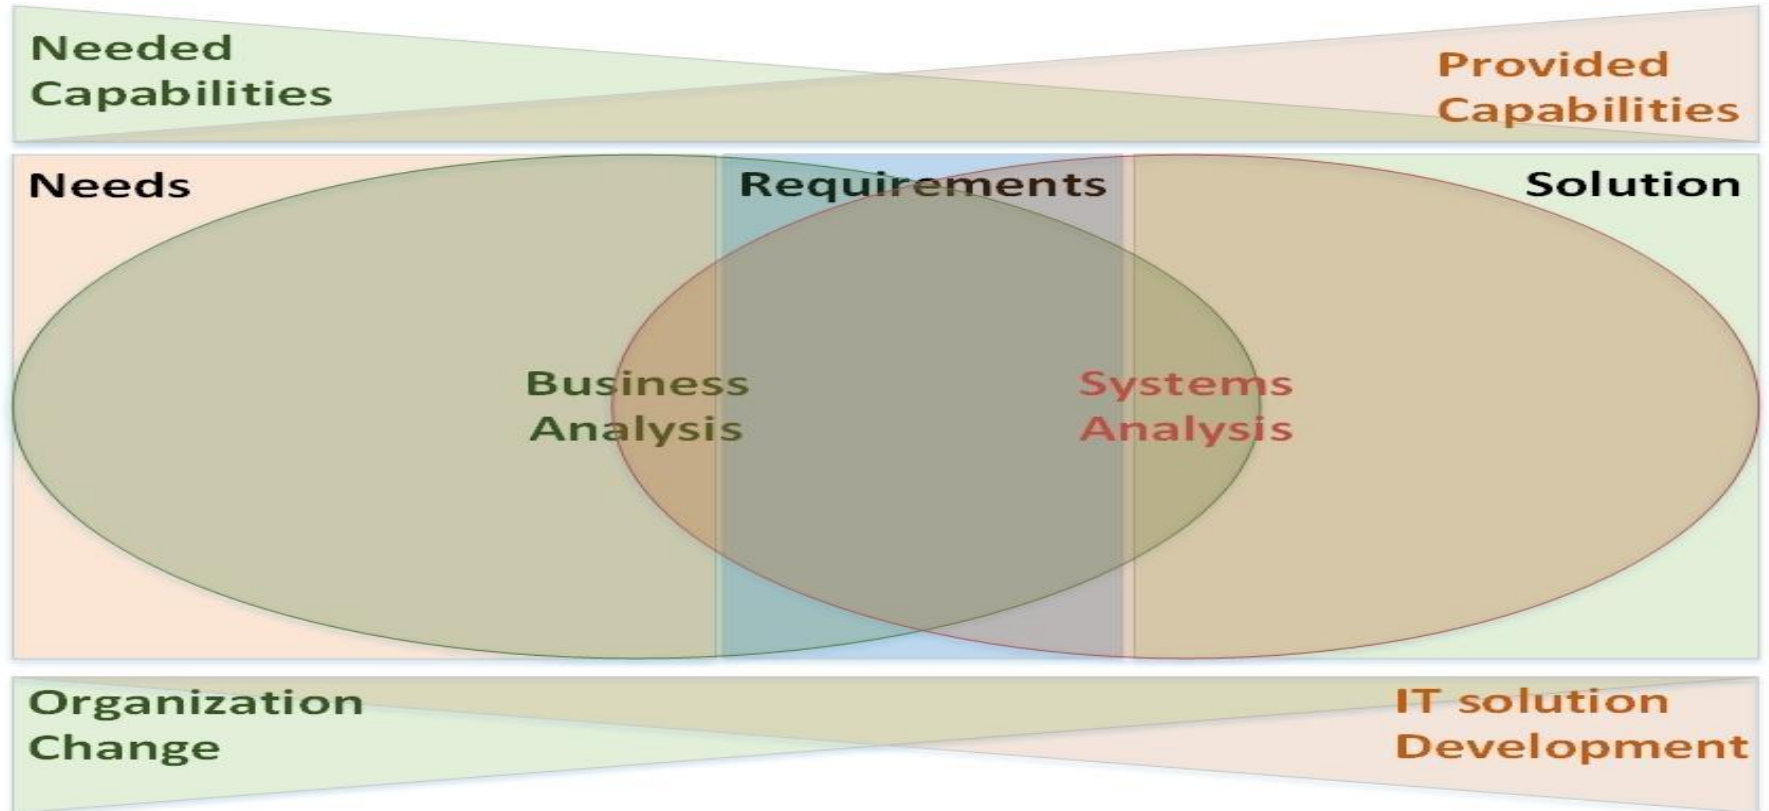 Needed
Capabilities
Provided
Capabilities
Needs
Requirements
Solution
Business
Analysis
Systems
Analysis
Organization
Change
IT solution
Development